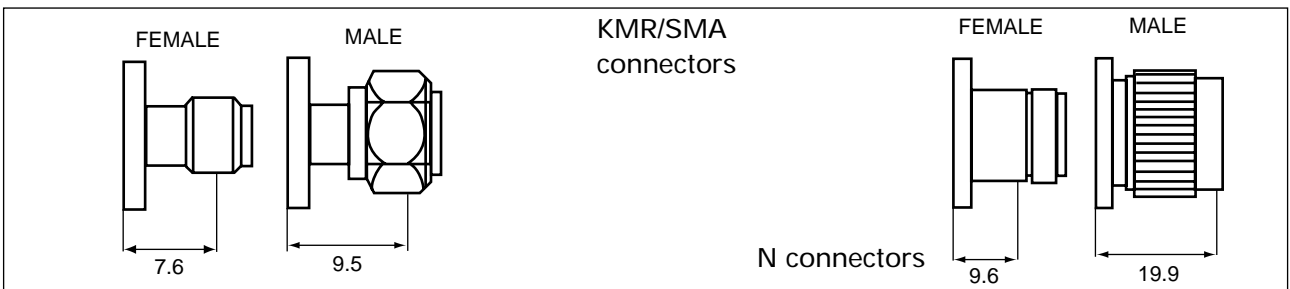 FEMALE
MALE
7.6
9.5
KMR/SMA
connectors
N connectors
FEMALE
MALE
9.6
19.9